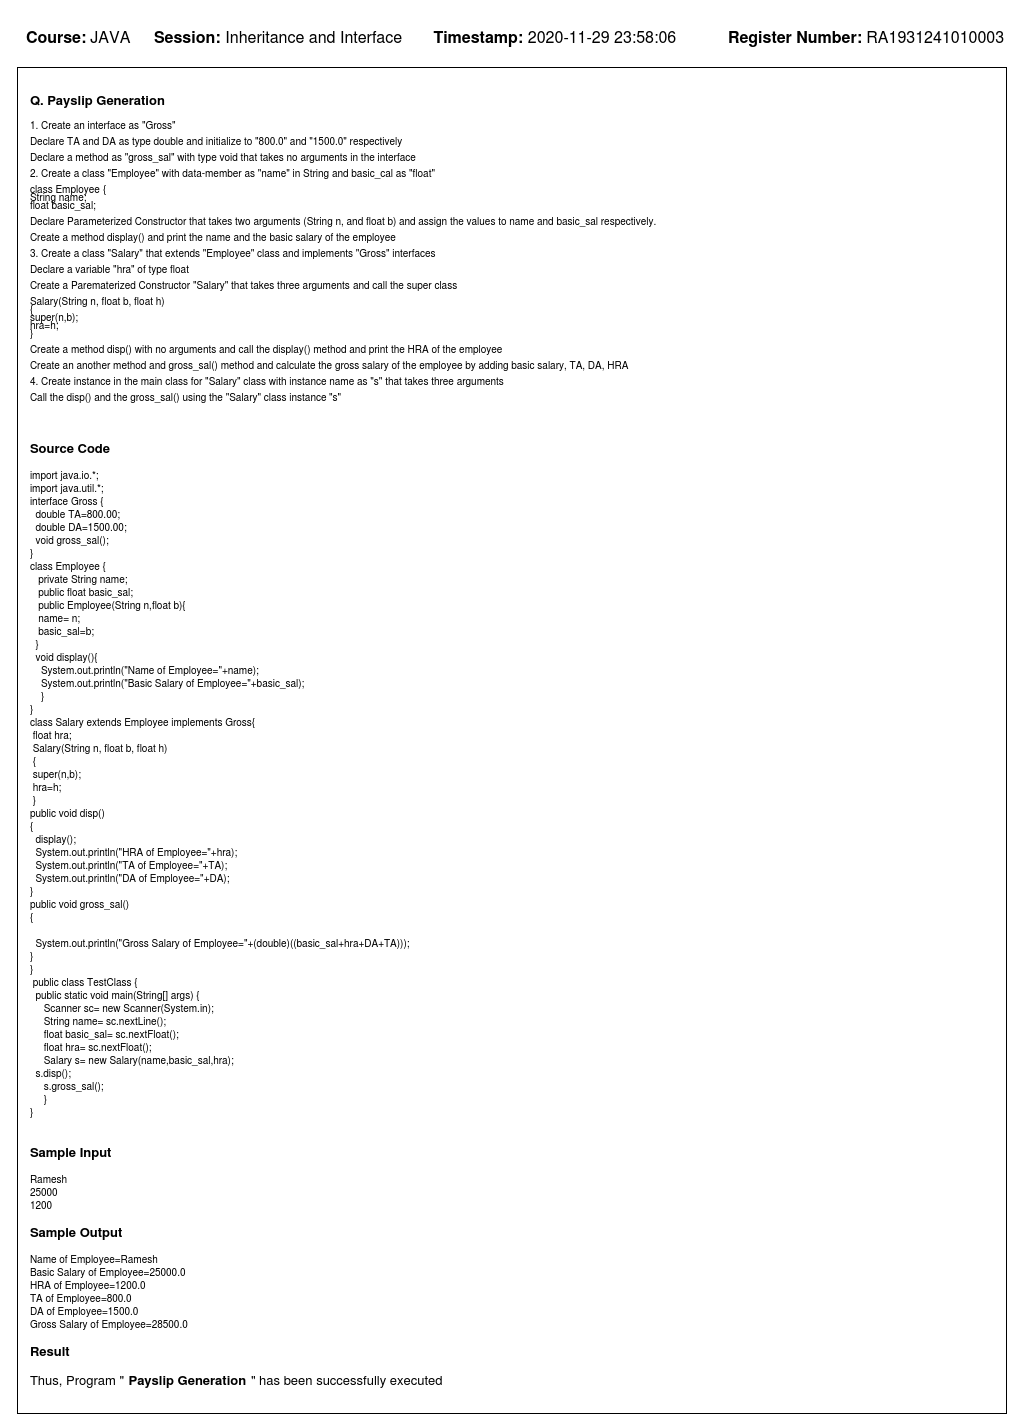 Course: JAVA Session: Inheritance and Interface Timestamp: 2020-11-29 23:58:06 Register Number: RA1931241010003
Q. Payslip Generation
1. Create an interface as "Gross"
Declare TA and DA as type double and initialize to "800.0" and "1500.0" respectively
Declare a method as "gross_sal" with type void that takes no arguments in the interface
2. Create a class "Employee" with data-member as "name" in String and basic_cal as "float"
class Employee {
String name;
float basic_sal;
Declare Parameterized Constructor that takes two arguments (String n, and float b) and assign the values to name and basic_sal respectively.
Create a method display() and print the name and the basic salary of the employee
3. Create a class "Salary" that extends "Employee" class and implements "Gross" interfaces
Declare a variable "hra" of type float
Create a Parematerized Constructor "Salary" that takes three arguments and call the super class
Salary(String n, float b, float h)
{
super(n,b);
hra=h;
}
Create a method disp() with no arguments and call the display() method and print the HRA of the employee
Create an another method and gross_sal() method and calculate the gross salary of the employee by adding basic salary, TA, DA, HRA
4. Create instance in the main class for "Salary" class with instance name as "s" that takes three arguments
Call the disp() and the gross_sal() using the "Salary" class instance "s"
Source Code
import java.io.*;
import java.util.*;
interface Gross {
double TA=800.00;
double DA=1500.00;
void gross_sal();
}
class Employee {
private String name;
public float basic_sal;
public Employee(String n,float b){
name= n;
basic_sal=b;
}
void display(){
System.out.println("Name of Employee="+name);
System.out.println("Basic Salary of Employee="+basic_sal);
}
}
class Salary extends Employee implements Gross{
float hra;
Salary(String n, float b, float h)
{
super(n,b);
hra=h;
}
public void disp()
{
display();
System.out.println("HRA of Employee="+hra);
System.out.println("TA of Employee="+TA);
System.out.println("DA of Employee="+DA);
}
public void gross_sal()
{
System.out.println("Gross Salary of Employee="+(double)((basic_sal+hra+DA+TA)));
}
}
public class TestClass {
public static void main(String[] args) {
Scanner sc= new Scanner(System.in);
String name= sc.nextLine();
float basic_sal= sc.nextFloat();
float hra= sc.nextFloat();
Salary s= new Salary(name,basic_sal,hra);
s.disp();
s.gross_sal();
}
}
Sample Input
Ramesh
25000
1200
Sample Output
Name of Employee=Ramesh
Basic Salary of Employee=25000.0
HRA of Employee=1200.0
TA of Employee=800.0
DA of Employee=1500.0
Gross Salary of Employee=28500.0
Result
Thus, Program " Payslip Generation " has been successfully executed